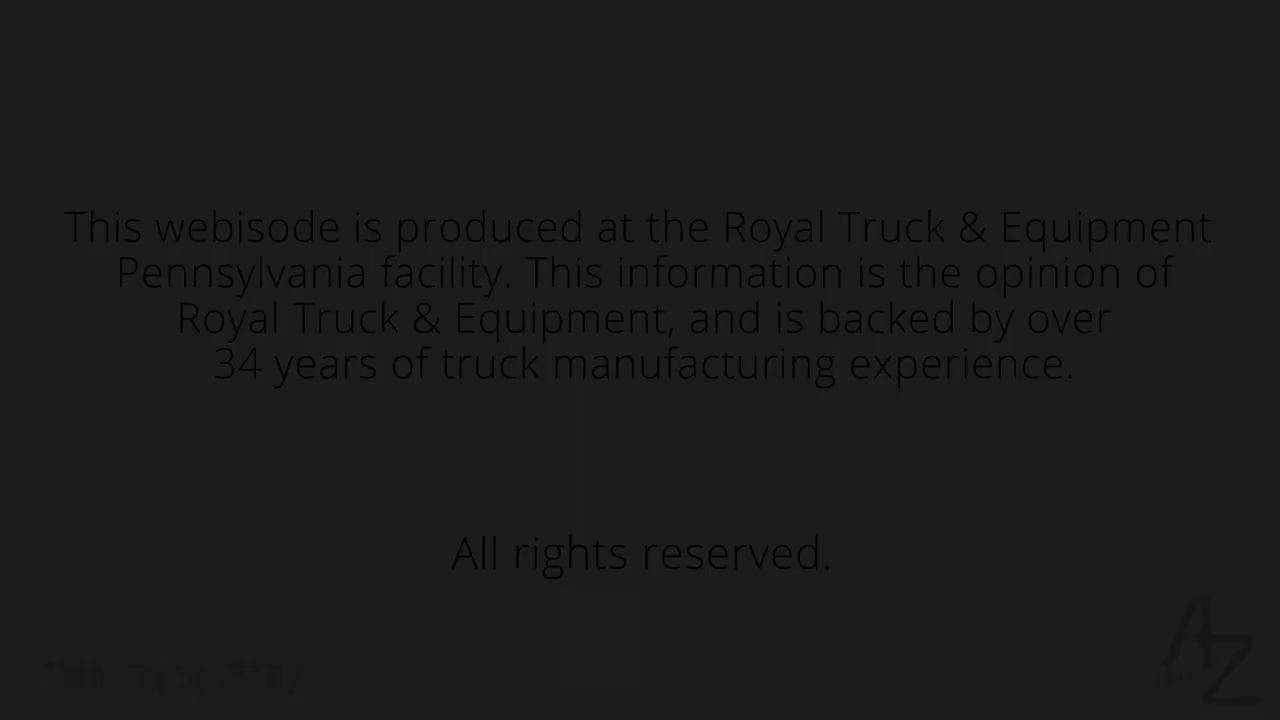 This webisode is produced at the Royal Truck & Equipment
Pennsylvania facility. This information is the opinion of
Royal Truck & Equipment, and is backed by over
34 years of truck manufacturing experience.
All rights reserved.
A
Z